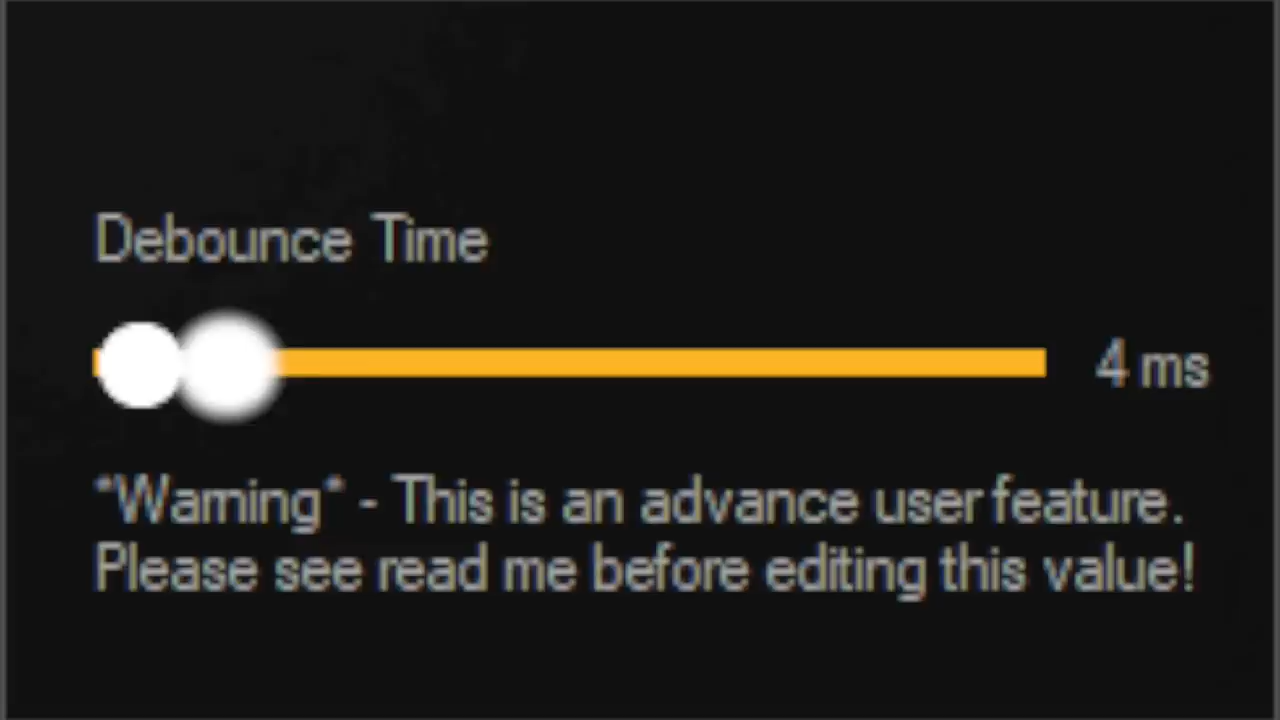 Debounce Time
4 ms
*Warning* - This is an advance user feature.
Please see read me before editing this value!